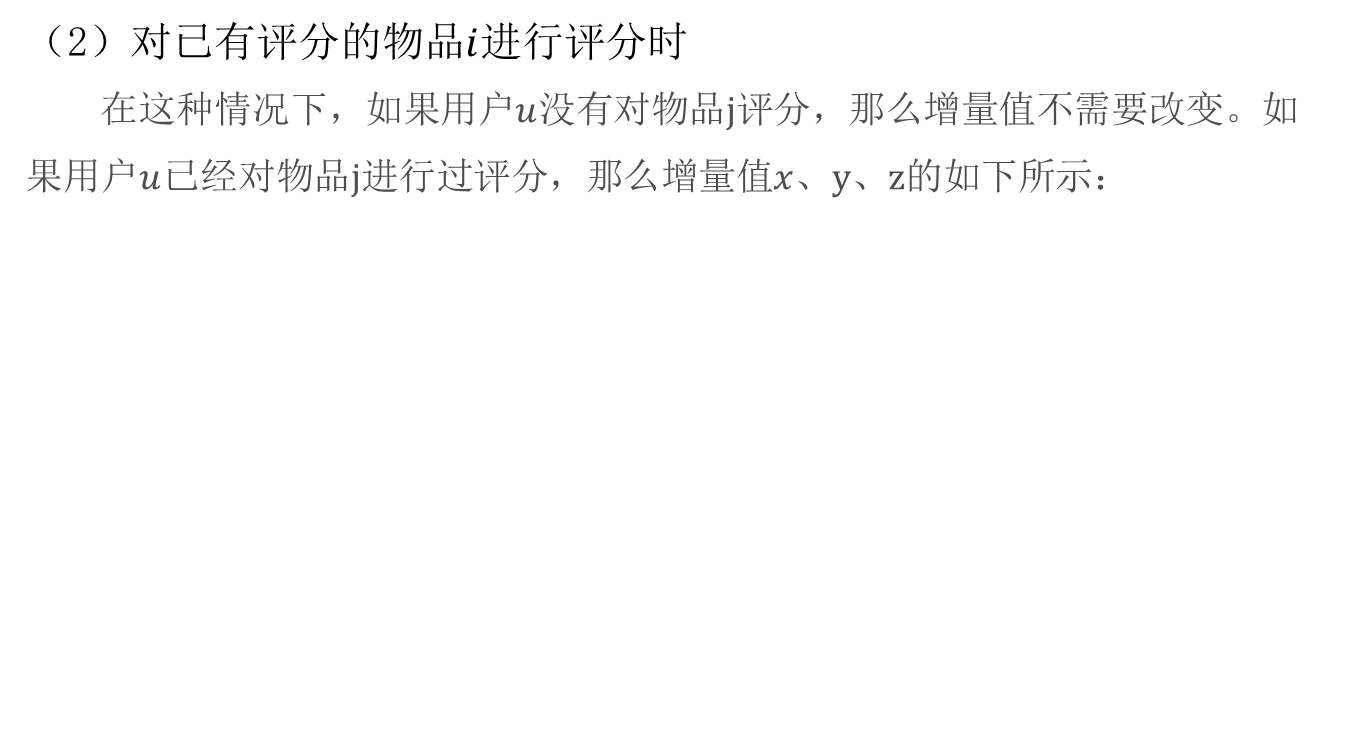 （2）对已有评分的物品i进行评分时
在这种情况下，如果用户u没有对物品j评分，那么增量值不需要改变。如
果用户u已经对物品j进行过评分，那么增量值x、y、z的如下所示：